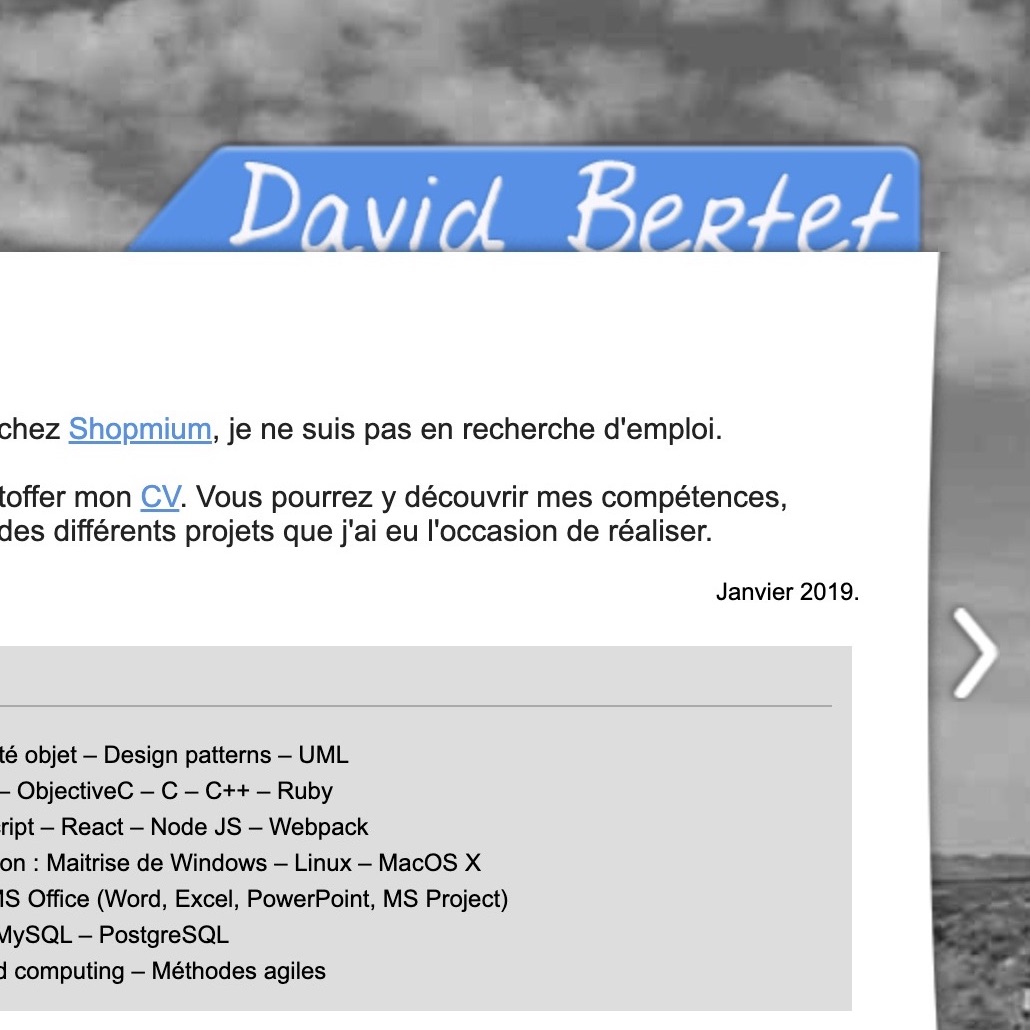 David Bertet
chez Shopmium, je ne suis pas en recherche d'emploi.
toffer mon CV. Vous pourrez y découvrir mes compétences,
des différents projets que j'ai eu l'occasion de réaliser.
Janvier 2019.
té objet – Design patterns – UML
– ObjectiveC – C – C++ – Ruby
ript – React – Node JS – Webpack
on : Maitrise de Windows – Linux – MacOS X
MS Office (Word, Excel, PowerPoint, MS Project)
MySQL – PostgreSQL
d computing – Méthodes agiles